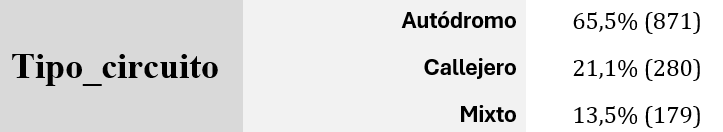 Autódromo 65,5% (871)
Tipo_circuito Callejero 21,1% (280)
Mixto 13,5% (179)